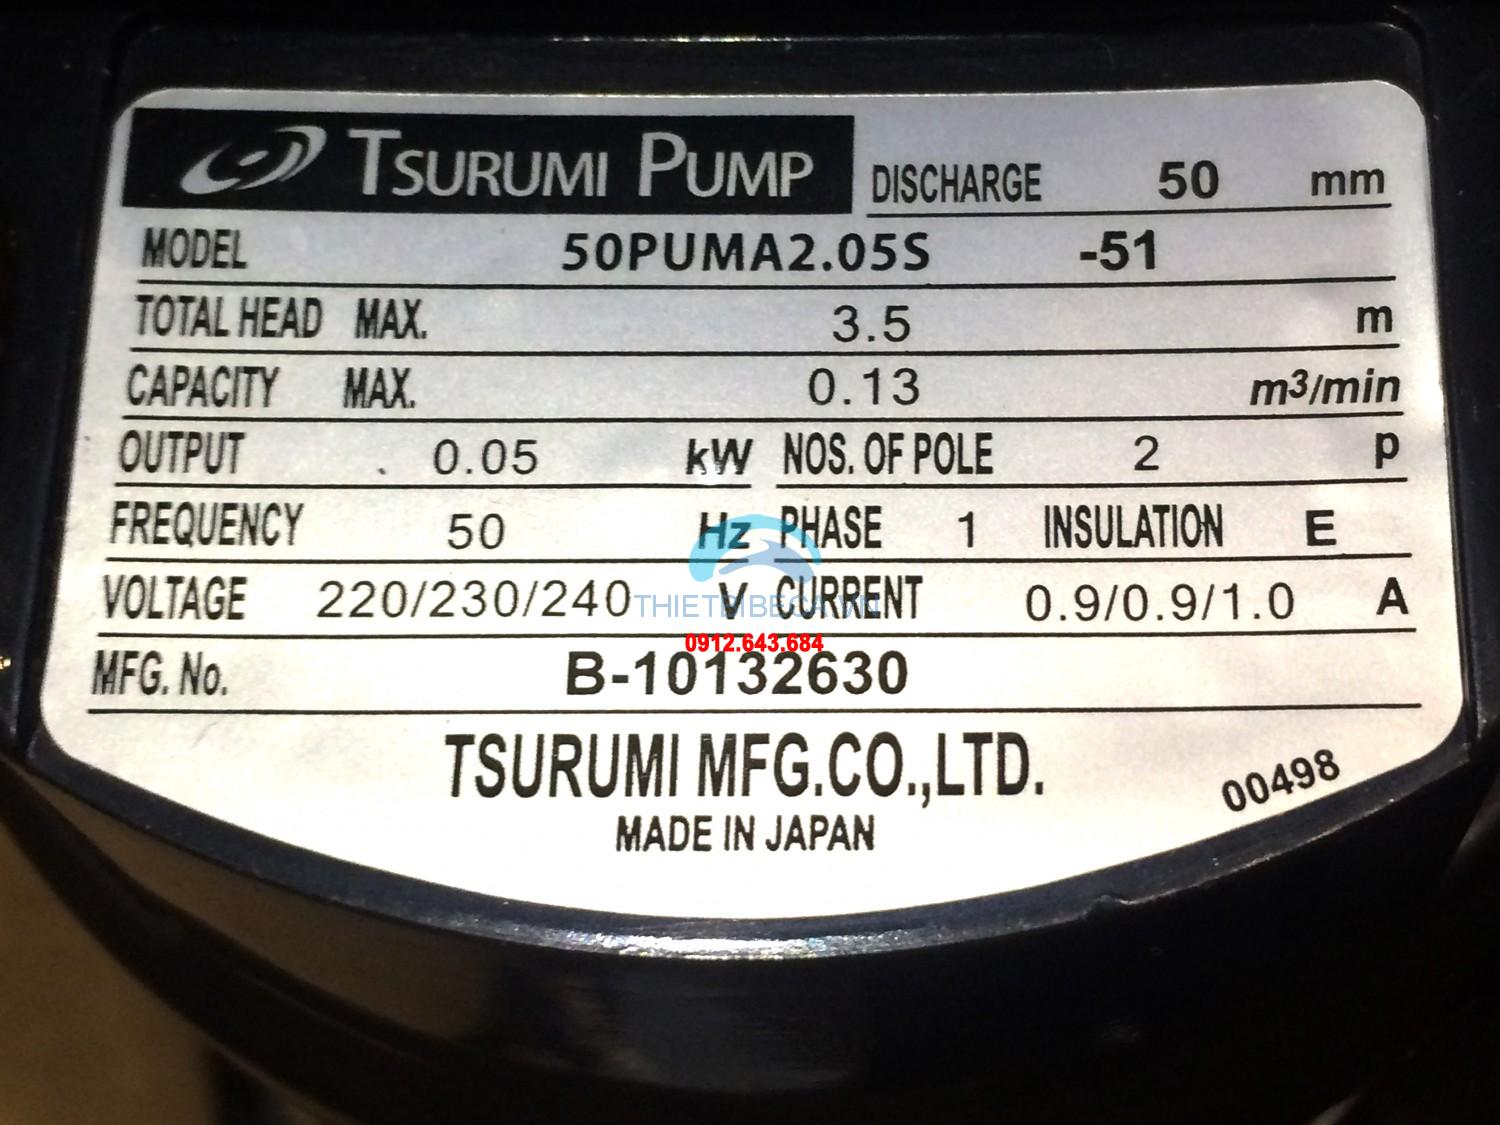 TSURUMI PUMP DISCHARGE 50 mm
MODEL 50PUMA2.05S -51
TOTAL HEAD MAX. 3.5 m
CAPACITY MAX. 0.13 m3/min
OUTPUT 0.05 kW NOS. OF POLE 2 P
FREQUENCY 50 Hz PHASE 1 INSULATION E
VOLTAGE 220/230/240 V CURRENT 0.9/0.9/1.0 A
THIETBIBECA.VN
0912.643.684
MFG. No. B-10132630
TSURUMI MFG.CO.,LTD.
00498
MADE IN JAPAN